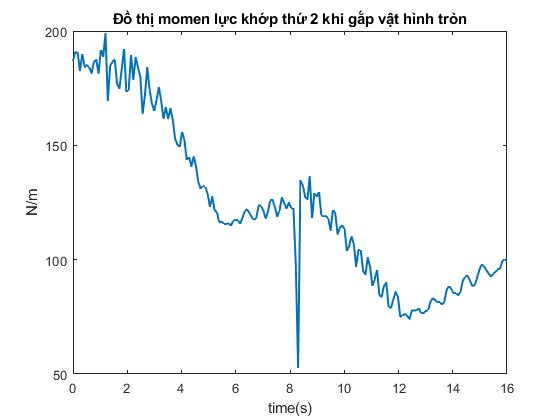 Đồ thị momen lực khớp thứ 2 khi gắp vật hình tròn
200
150
100
50
N/m
0 2 4 6 8 10 12 14 16
time(s)